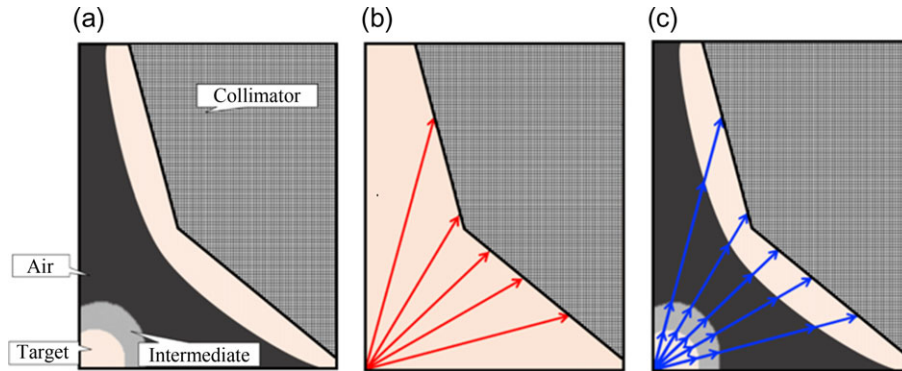 (a)
(b)
(c)
Collimator
Air
Target
Intermediate